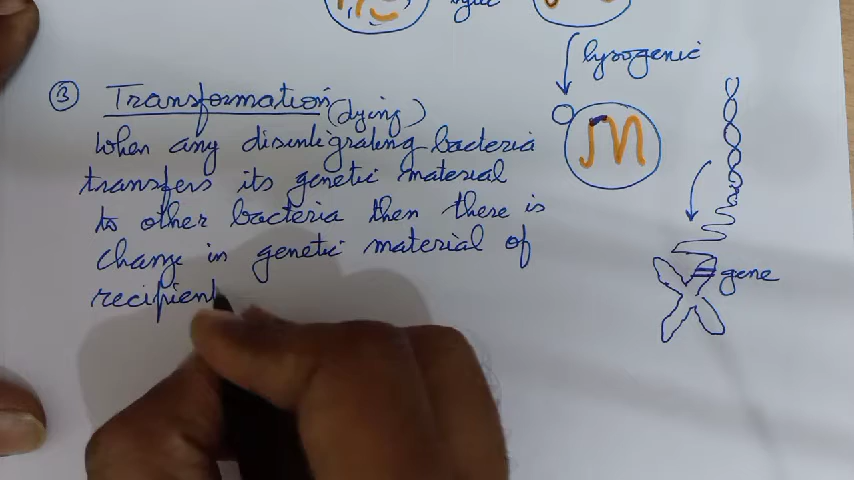 lysogenic
③ Transformation (dying)
When any disintigrating bacteria
transfers its genetic material
to other bacteria then there is
change in genetic material of
recipient
gene